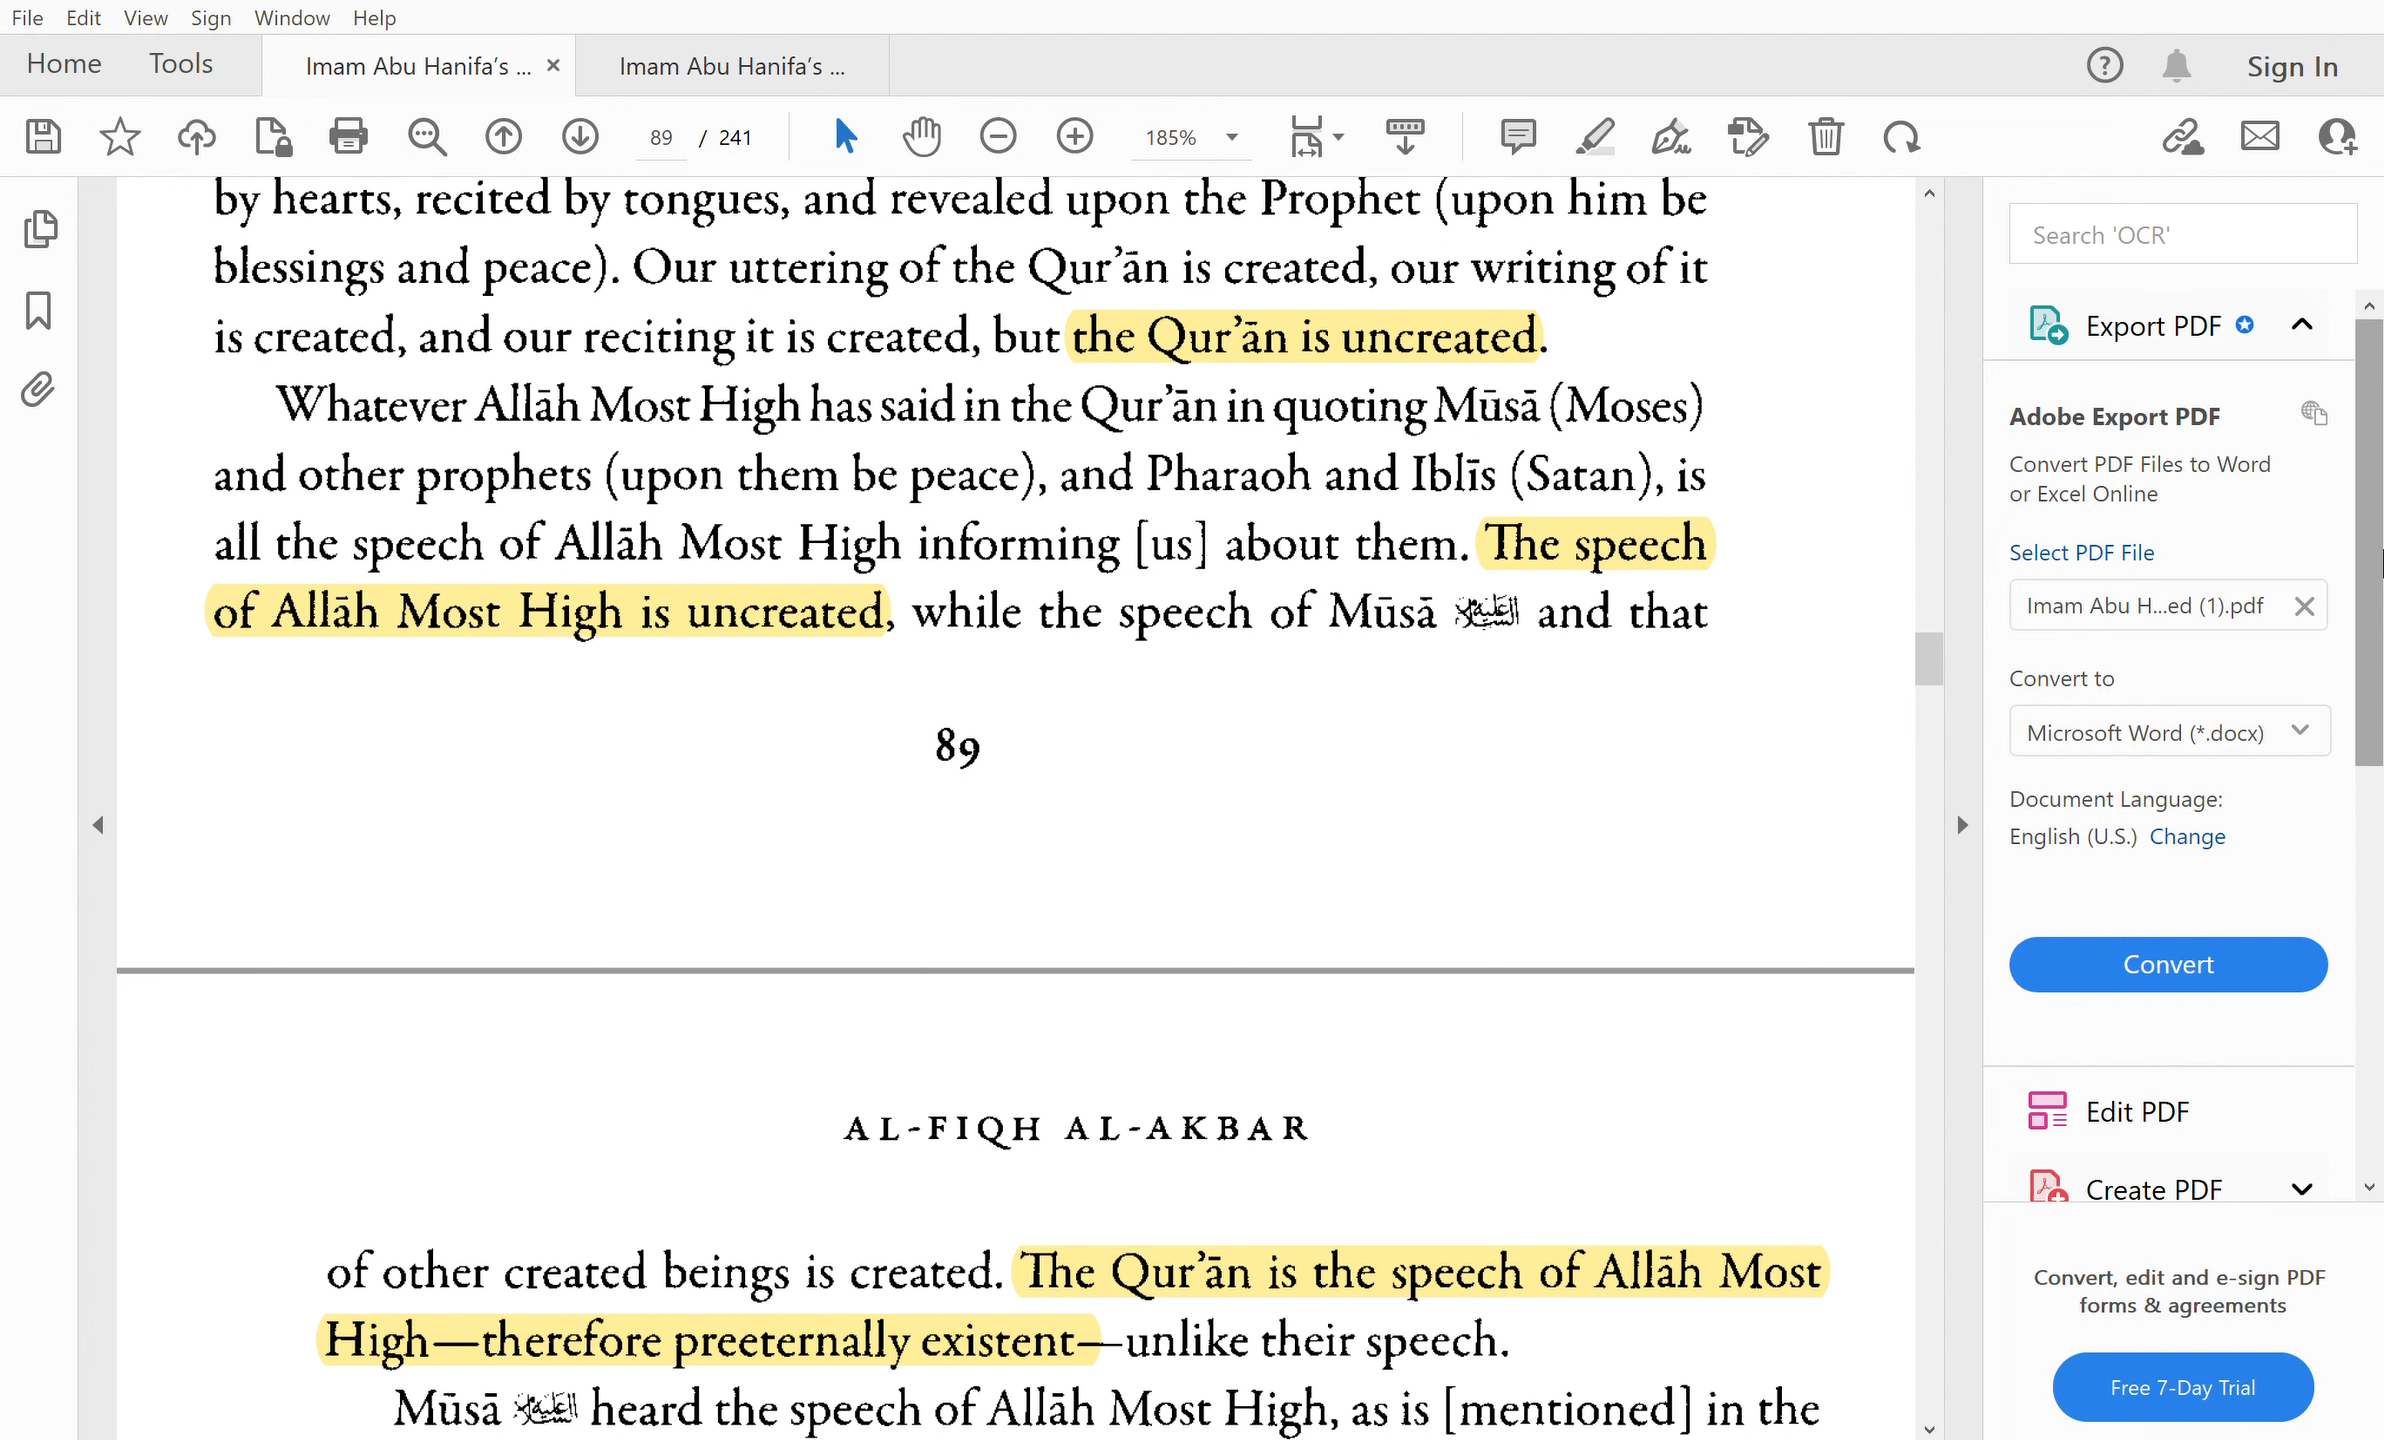 File Edit View Sign Window Help
Home Tools Imam Abu Hanifa's ... Imam Abu Hanifa's ... Sign In
89 / 241 185%
by hearts, recited by tongues, and revealed upon the Prophet (upon him be
blessings and peace). Our uttering of the Qur'ān is created, our writing of it
is created, and our reciting it is created, but the Qur'ān is uncreated.
Whatever Allāh Most High has said in the Qur'ān in quoting Mūsā (Moses)
and other prophets (upon them be peace), and Pharaoh and Iblīs (Satan), is
all the speech of Allāh Most High informing [us] about them. The speech
of Allāh Most High is uncreated, while the speech of Mūsā and that
89
AL-FIQH AL-AKBAR
of other created beings is created. The Qur'ān is the speech of Allāh Most
High—therefore preeternally existent—unlike their speech.
Mūsā heard the speech of Allāh Most High, as is [mentioned] in the
Search 'OCR'
Export PDF
Adobe Export PDF
Convert PDF Files to Word
or Excel Online
Select PDF File
Imam Abu H...ed (1).pdf
Convert to
Microsoft Word (*.docx)
Document Language:
English (U.S.) Change
Convert
Edit PDF
Create PDF
Convert, edit and e-sign PDF
forms & agreements
Free 7-Day Trial